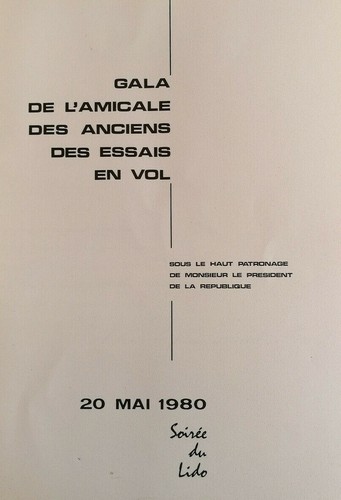 GALA
DE L'AMICALE
DES ANCIENS
DES ESSAIS
EN VOL
SOUS LE HAUT PATRONAGE
DE MONSIEUR LE PRESIDENT
DE LA REPUBLIQUE
20 MAI 1980
Soirée
du
Lido